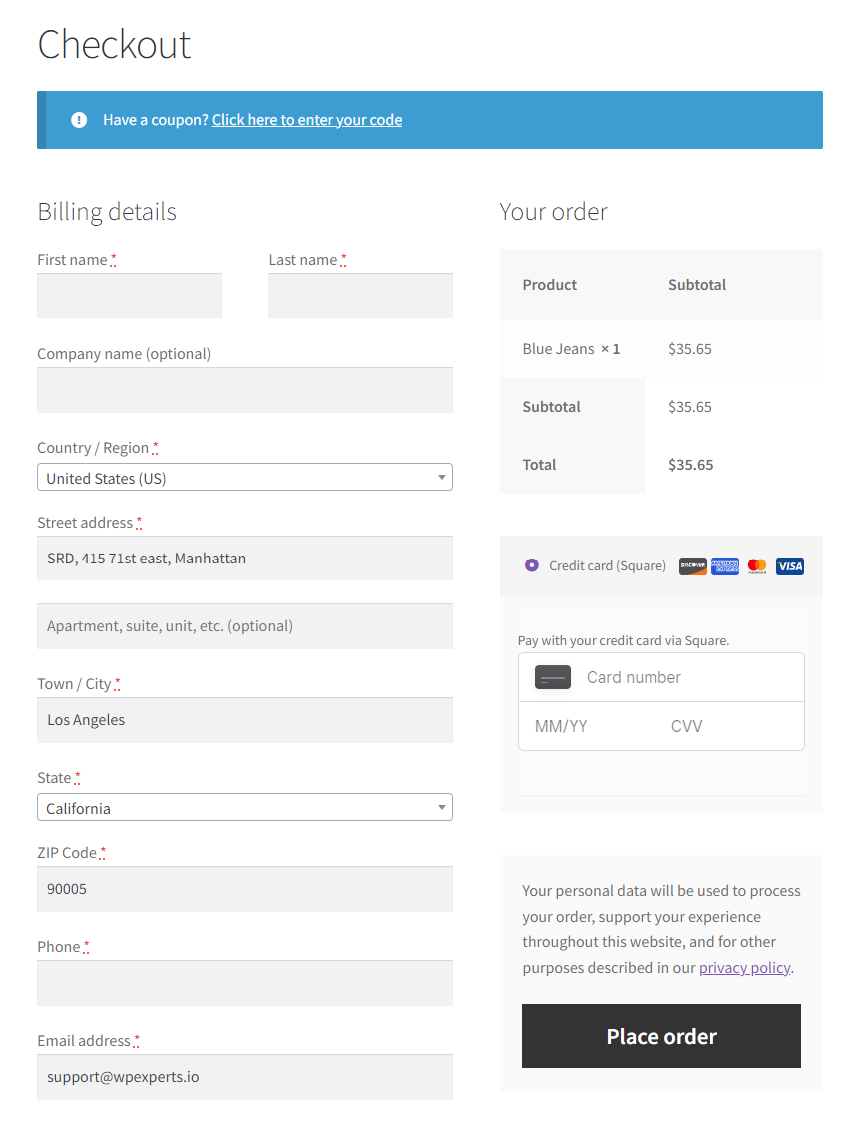 Checkout
Have a coupon? Click here to enter your code
Billing details
First name *
Last name *
Company name (optional)
Country / Region *
United States (US)
Street address *
SRD, 415 71st east, Manhattan
Apartment, suite, unit, etc. (optional)
Town / City *
Los Angeles
State *
California
ZIP Code *
90005
Phone *
Email address *
support@wpexperts.io
Your order
Product Subtotal
Blue Jeans × 1 $35.65
Subtotal $35.65
Total $35.65
Credit card (Square) DISCOVER AMERICAN EXPRESS mastercard VISA
Pay with your credit card via Square.
Card number
MM/YY CVV
Your personal data will be used to process
your order, support your experience
throughout this website, and for other
purposes described in our privacy policy.
Place order